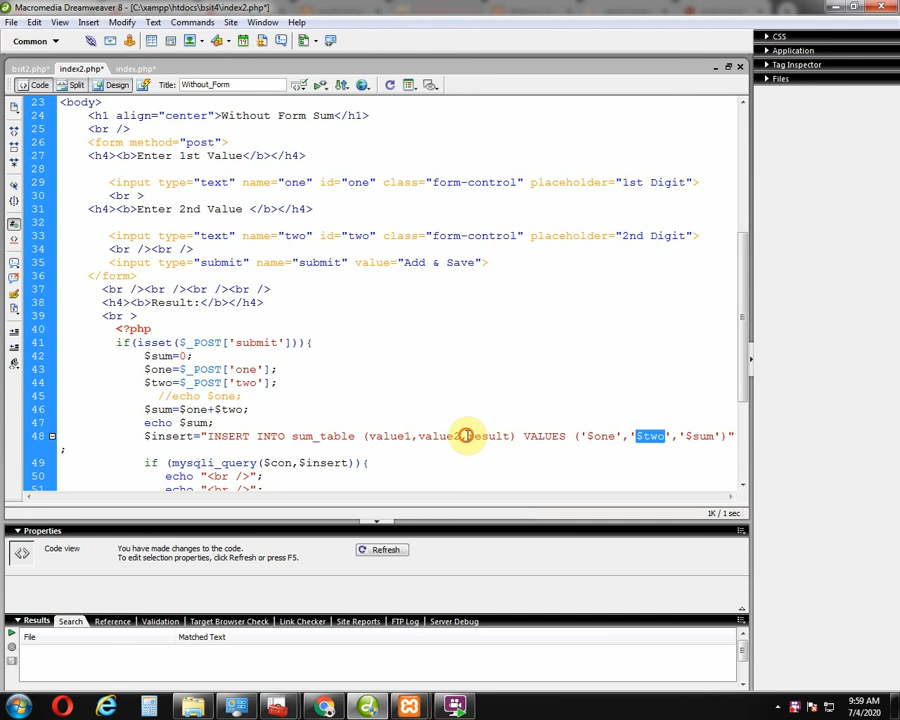 Macromedia Dreamweaver 8 - [C:\xampp\htdocs\bsit4\index2.php*]
File Edit View Insert Modify Text Commands Site Window Help
Common
bsit2.php* index2.php* index.php*
Code Split Design Title: Without_Form
23 <body>
24 <h1 align="center">Without Form Sum</h1>
25 <br />
26 <form method="post">
27 <h4><b>Enter 1st Value</b></h4>
28
29 <input type="text" name="one" id="one" class="form-control" placeholder="1st Digit">
30 <br >
31 <h4><b>Enter 2nd Value </b></h4>
32
33 <input type="text" name="two" id="two" class="form-control" placeholder="2nd Digit">
34 <br /><br />
35 <input type="submit" name="submit" value="Add & Save">
36 </form>
37 <br /><br /><br /><br />
38 <h4><b>Result:</b></h4>
39 <br >
40 <?php
41 if(isset($_POST['submit'])){
42 $sum=0;
43 $one=$_POST['one'];
44 $two=$_POST['two'];
45 //echo $one;
46 $sum=$one+$two;
47 echo $sum;
48 $insert="INSERT INTO sum_table (value1,value2,result) VALUES ('$one','$two','$sum')"
;
49 if (mysqli_query($con,$insert)){
50 echo "<br />";
51 echo "<br />";
1K / 1 sec
CSS
Application
Tag Inspector
Files
Properties
Code view
You have made changes to the code.
To edit selection properties, click Refresh or press F5.
Refresh
Results Search Reference Validation Target Browser Check Link Checker Site Reports FTP Log Server Debug
File Matched Text
9:59 AM
7/4/2020